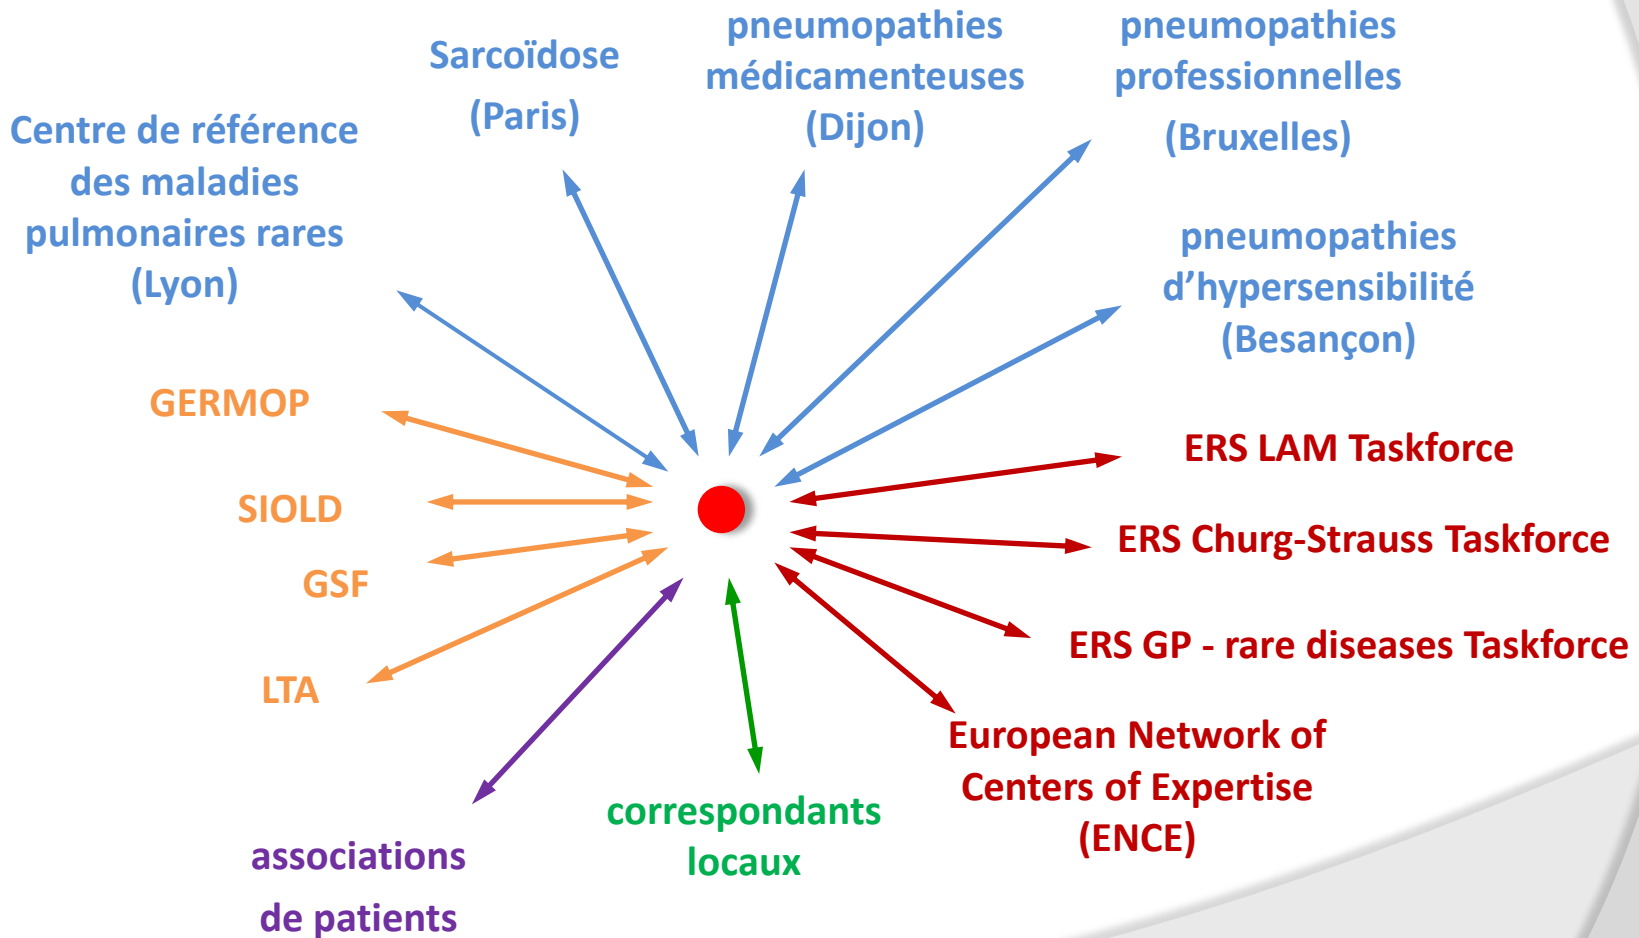 Centre de référence
des maladies
pulmonaires rares
(Lyon)
Sarcoïdose
(Paris)
pneumopathies
médicamenteuses
(Dijon)
pneumopathies
professionnelles
(Bruxelles)
pneumopathies
d’hypersensibilité
(Besançon)
GERMOP
SIOLD
GSF
LTA
ERS LAM Taskforce
ERS Churg-Strauss Taskforce
ERS GP - rare diseases Taskforce
European Network of
Centers of Expertise
(ENCE)
correspondants
locaux
associations
de patients